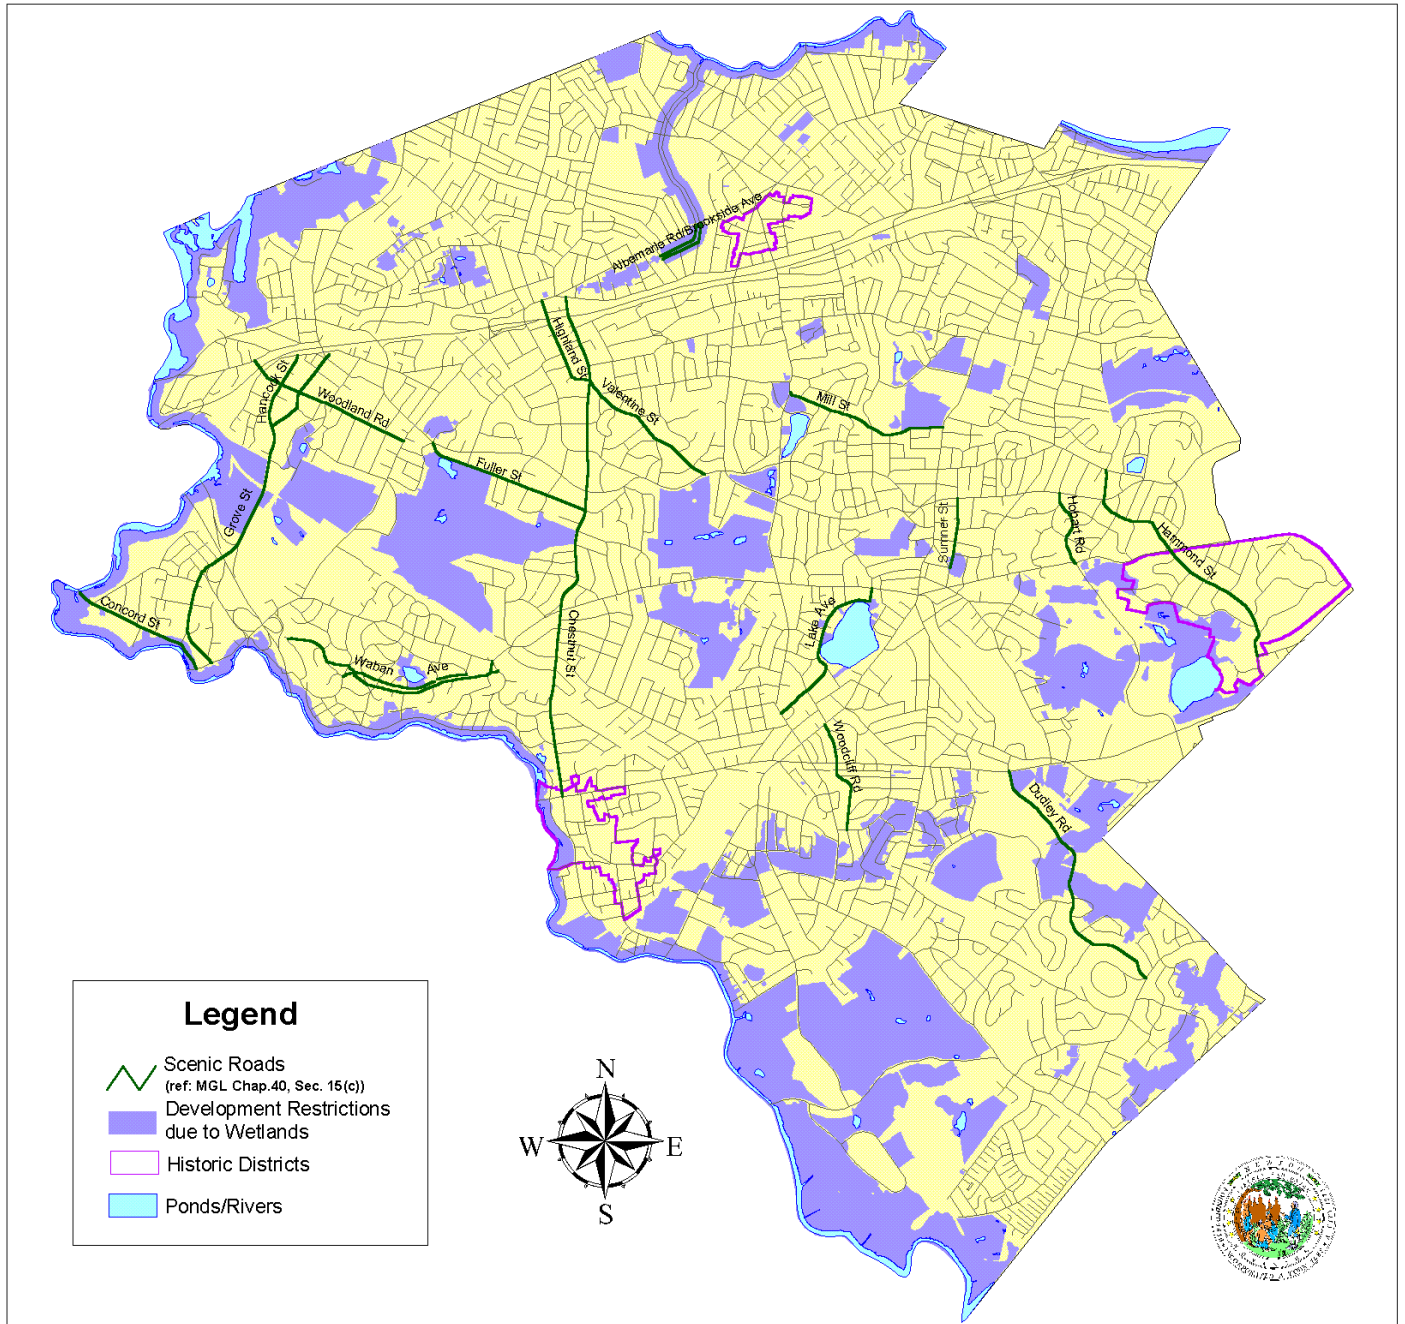 Albemarle Rd/Brookside Ave
Highland St
Hancock St
Woodland Rd
Valentine St
Mill St
Fuller St
Grove St
Sumner St
Hobart Rd
Hammond St
Concord St
Lake Ave
Chestnut St
Waban Ave
Woodcliff Rd
Dudley Rd
Legend
Scenic Roads
(ref: MGL Chap.40, Sec. 15(c))
Development Restrictions
due to Wetlands
Historic Districts
Ponds/Rivers
N
W E
S